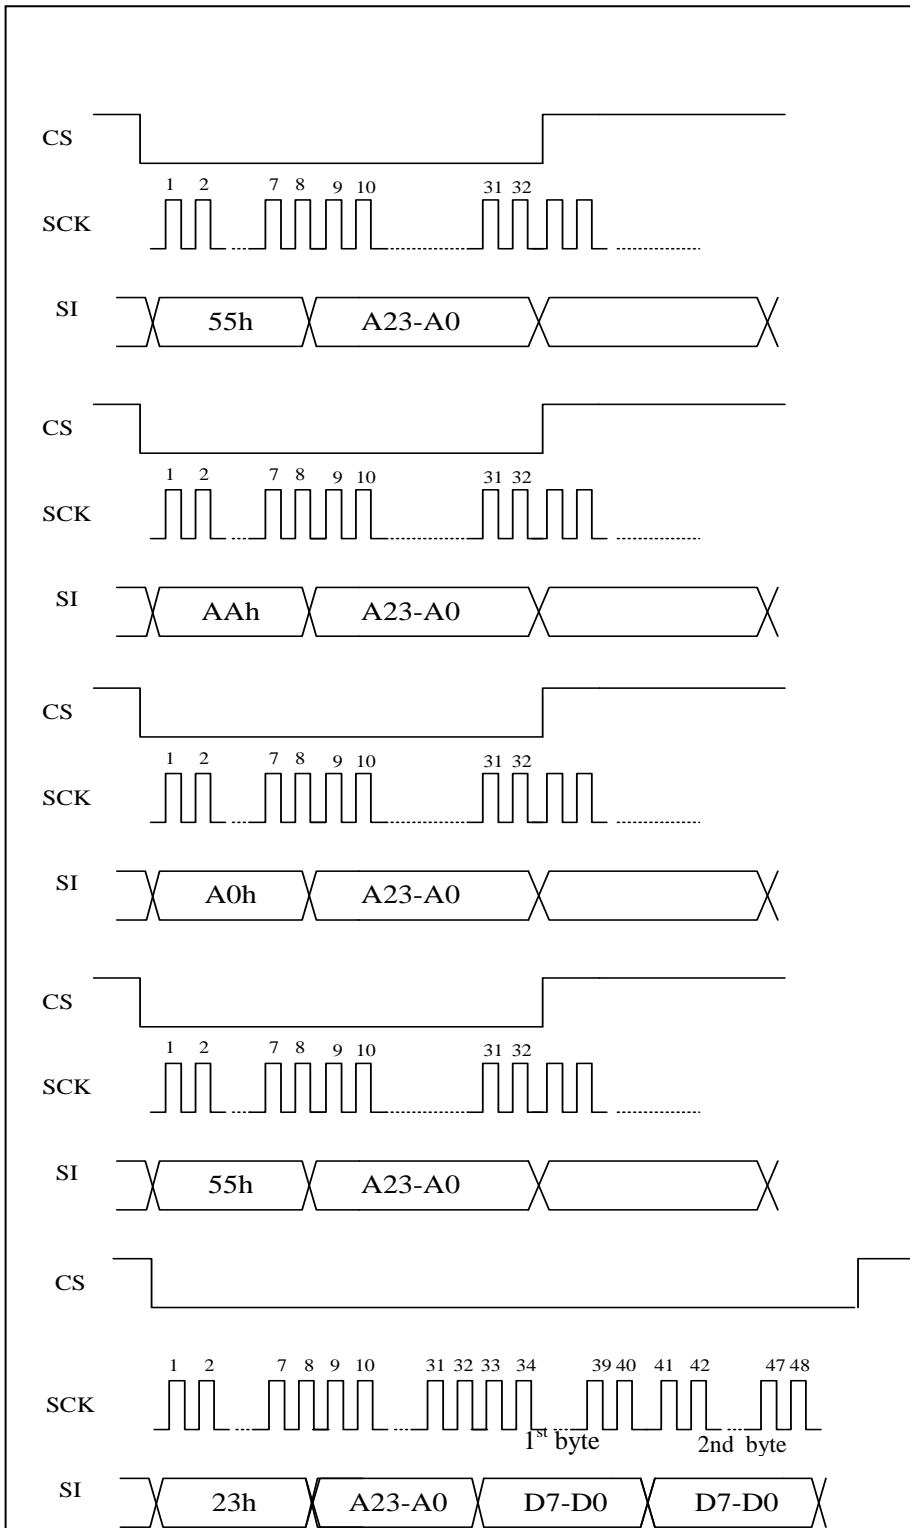 CS
1 2 7 8 9 10 31 32
SCK
SI 55h A23-A0
CS
1 2 7 8 9 10 31 32
SCK
SI AAh A23-A0
CS
1 2 7 8 9 10 31 32
SCK
SI A0h A23-A0
CS
1 2 7 8 9 10 31 32
SCK
SI 55h A23-A0
CS
1 2 7 8 9 10 31 32 33 34 39 40 41 42 47 48
SCK
1st byte 2nd byte
SI 23h A23-A0 D7-D0 D7-D0